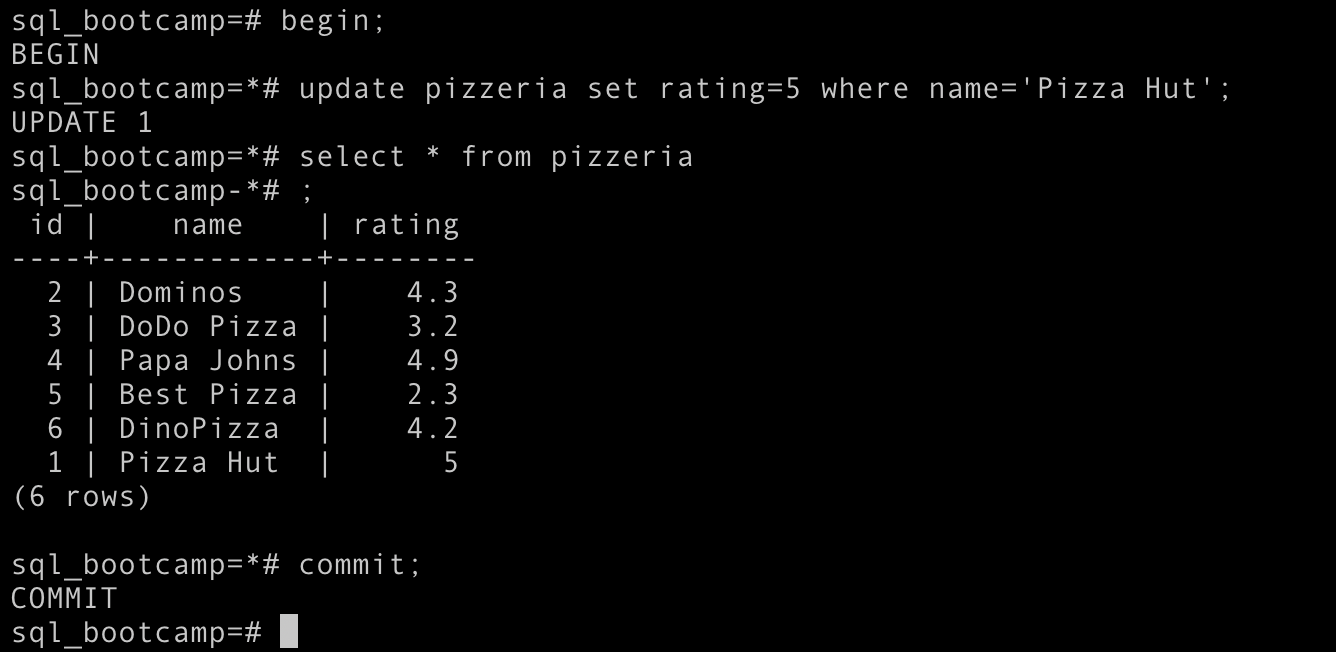 sql_bootcamp=# begin;
BEGIN
sql_bootcamp=*# update pizzeria set rating=5 where name='Pizza Hut';
UPDATE 1
sql_bootcamp=*# select * from pizzeria
sql_bootcamp-*# ;
 id |    name    | rating
----+------------+--------
  2 | Dominos    |    4.3
  3 | DoDo Pizza |    3.2
  4 | Papa Johns |    4.9
  5 | Best Pizza |    2.3
  6 | DinoPizza  |    4.2
  1 | Pizza Hut  |      5
(6 rows)

sql_bootcamp=*# commit;
COMMIT
sql_bootcamp=#